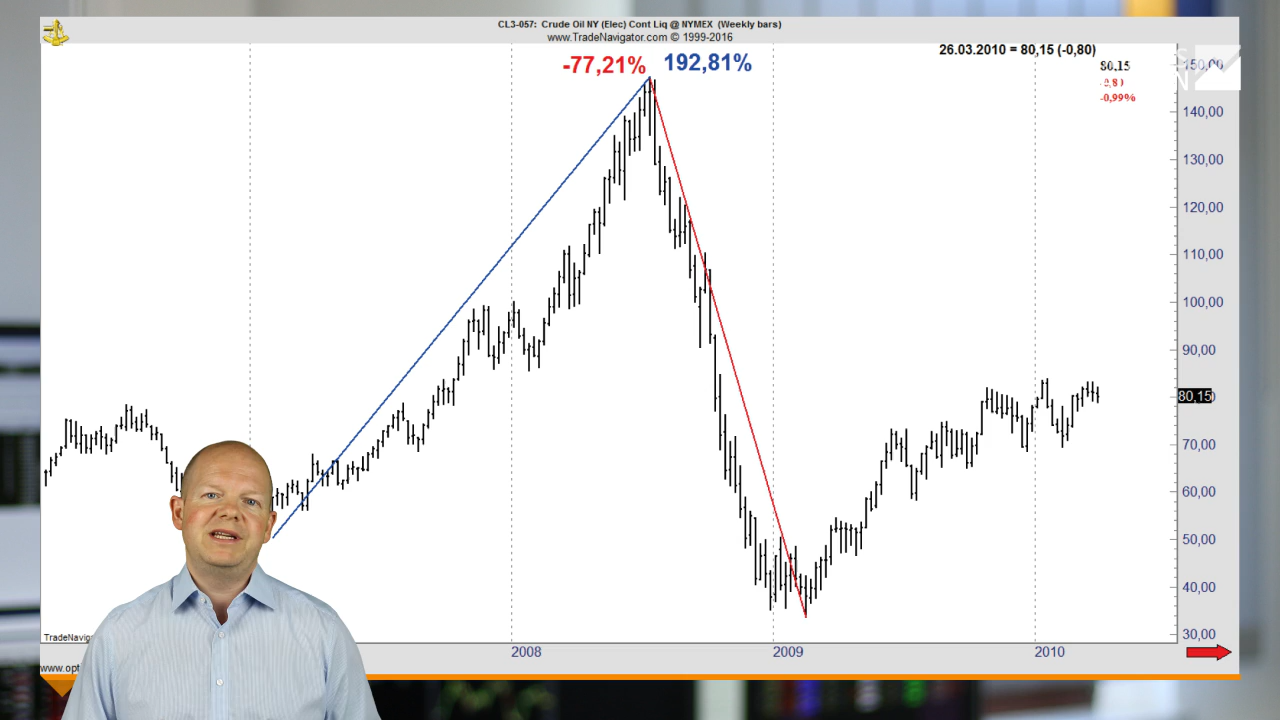 CL3-057: Crude Oil NY (Elec) Cont Liq @ NYMEX (Weekly bars)
www.TradeNavigator.com © 1999-2016
26.03.2010 = 80,15 (-0,80)
-77,21% 192,81%
80,15
-0,99%
150,00
140,00
130,00
120,00
110,00
100,00
90,00
80,15
70,00
60,00
50,00
40,00
30,00
TradeNavig
www.opt
2008 2009 2010